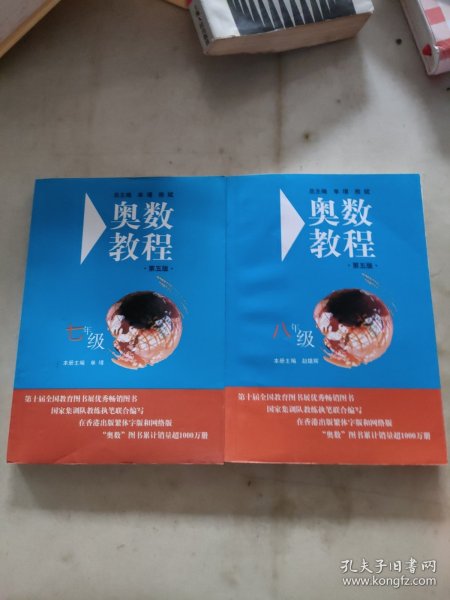 总主编 单墫 熊斌
奥数
教程
·第五版·
七年级
本册主编 单墫
第十届全国教育图书展优秀畅销图书
国家集训队教练执笔联合编写
在香港出版繁体字版和网络版
“奥数”图书累计销量超1000万册
总主编 单墫 熊斌
奥数
教程
·第五版·
八年级
本册主编 赵雄辉
第十届全国教育图书展优秀畅销图书
国家集训队教练执笔联合编写
在香港出版繁体字版和网络版
“奥数”图书累计销量超1000万册
孔夫子旧书网
www.kongfz.com